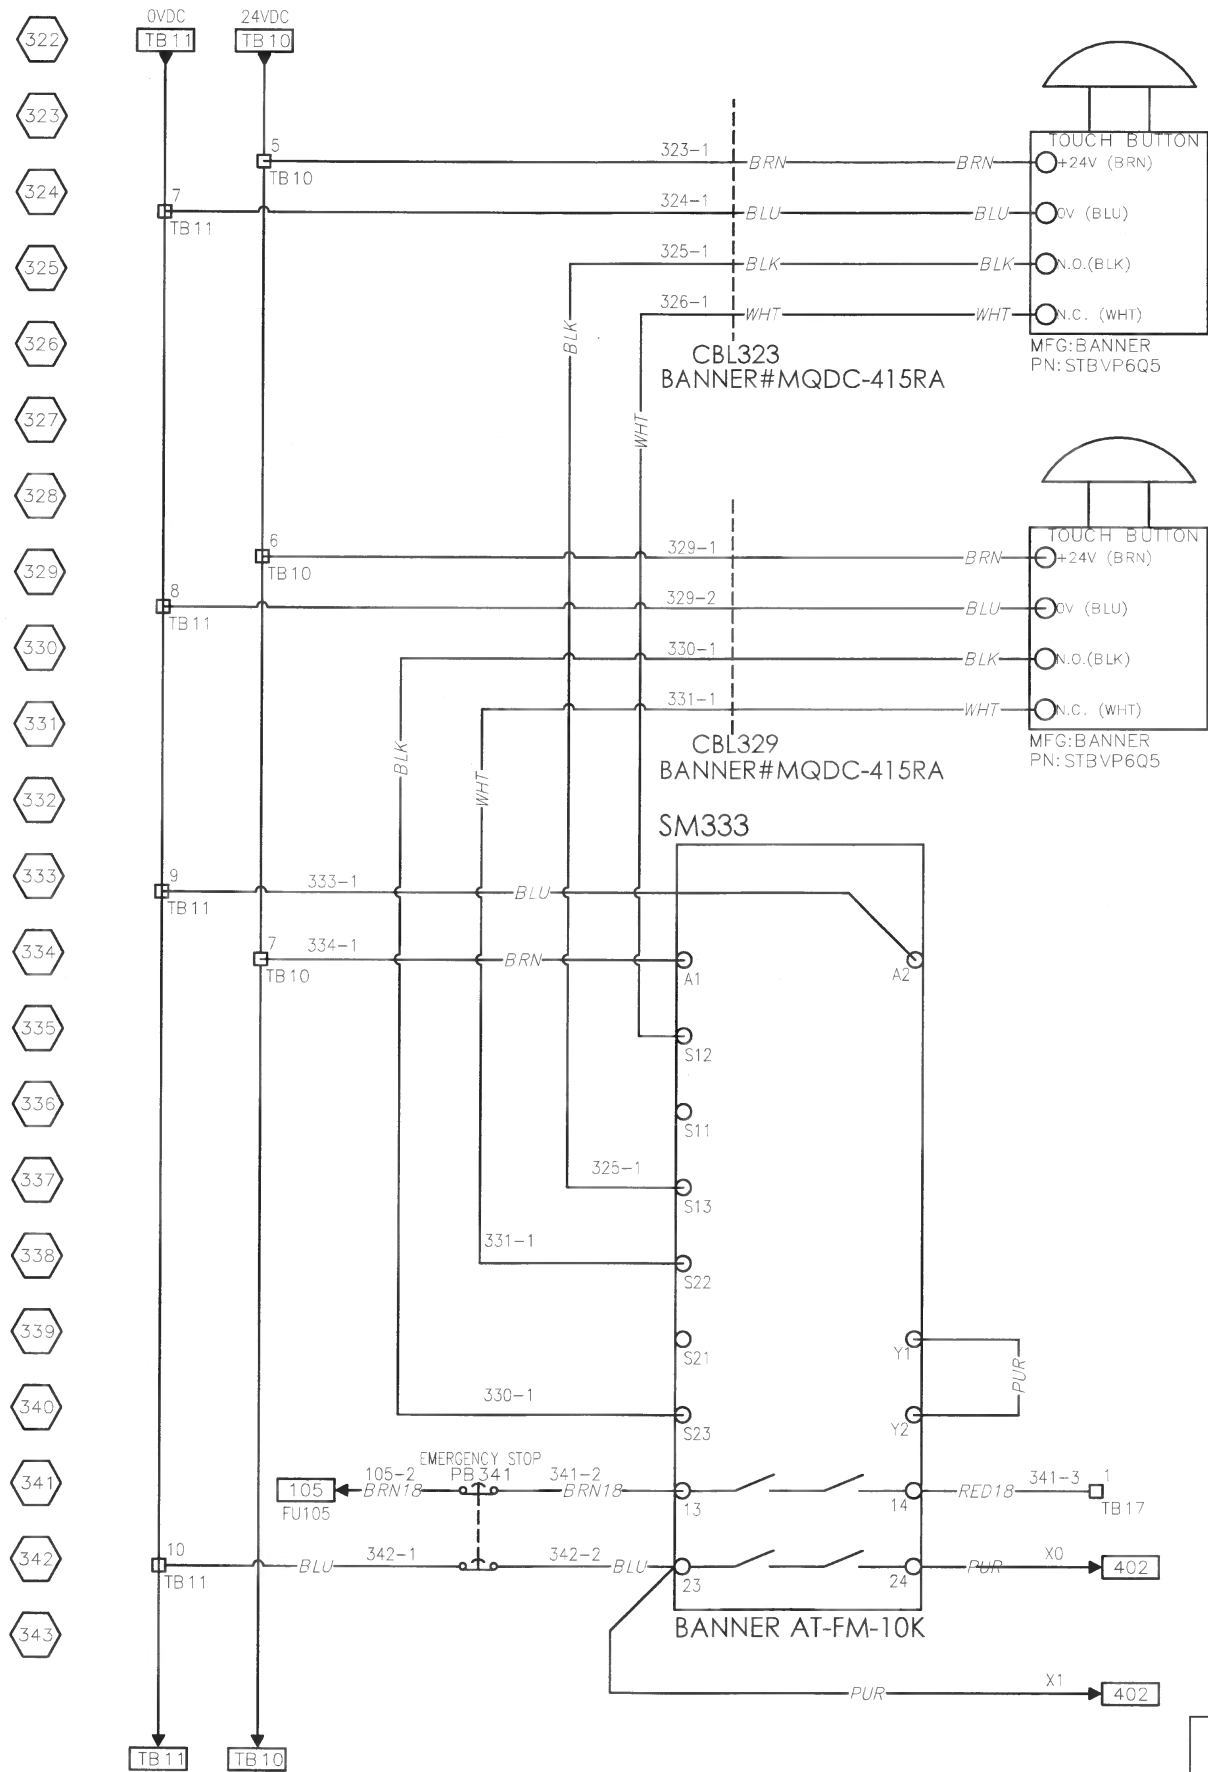 0VDC 24VDC
322 TB11 TB10
323
TOUCH BUTTON
5 323-1 BRN BRN +24V (BRN)
TB10
324 7 324-1 BLU BLU 0V (BLU)
TB11
325 325-1 BLK BLK N.O.(BLK)
326-1 WHT WHT N.C. (WHT)
BLK
326 CBL323 MFG:BANNER
BANNER#MQDC-415RA PN:STBVP6Q5
327 WHT
328
TOUCH BUTTON
6 329-1 BRN +24V (BRN)
329 TB10
8 329-2 BLU 0V (BLU)
TB11
330 330-1 BLK N.O.(BLK)
331 331-1 WHT N.C. (WHT)
BLK CBL329 MFG:BANNER
WHT BANNER#MQDC-415RA PN:STBVP6Q5
332
SM333
333 9 333-1 BLU
TB11
334 7 334-1 BRN
TB10 A1 A2
335
S12
336
S11
337 325-1
S13
338 331-1
S22
339
S21 Y1
PUR
340 330-1
S23 Y2
EMERGENCY STOP
341 105-2 PB341 341-2 341-3 1
105 BRN18 BRN18 RED18
FU105 13 14 TB17
342 10 342-1 342-2 X0
BLU BLU PUR 402
TB11 23 24
343 BANNER AT-FM-10K
X1
PUR 402
TB11 TB10